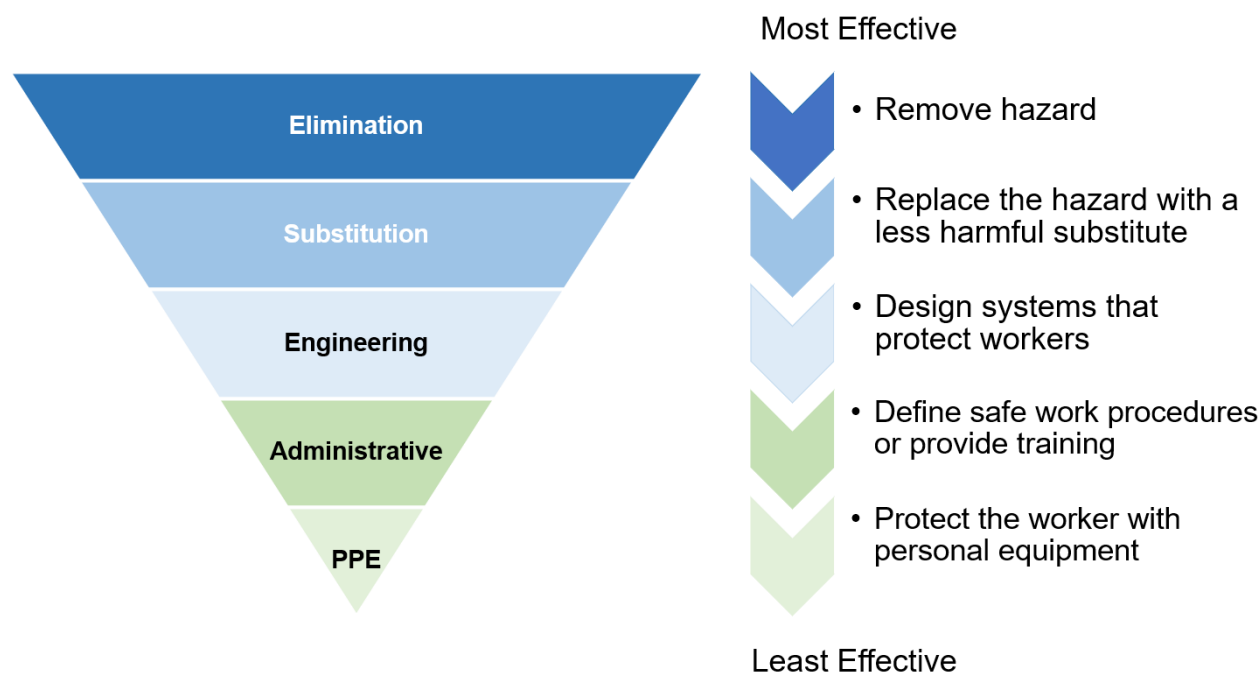 Most Effective
Elimination
• Remove hazard
Substitution
• Replace the hazard with a
less harmful substitute
Engineering
• Design systems that
protect workers
Administrative
• Define safe work procedures
or provide training
PPE
• Protect the worker with
personal equipment
Least Effective